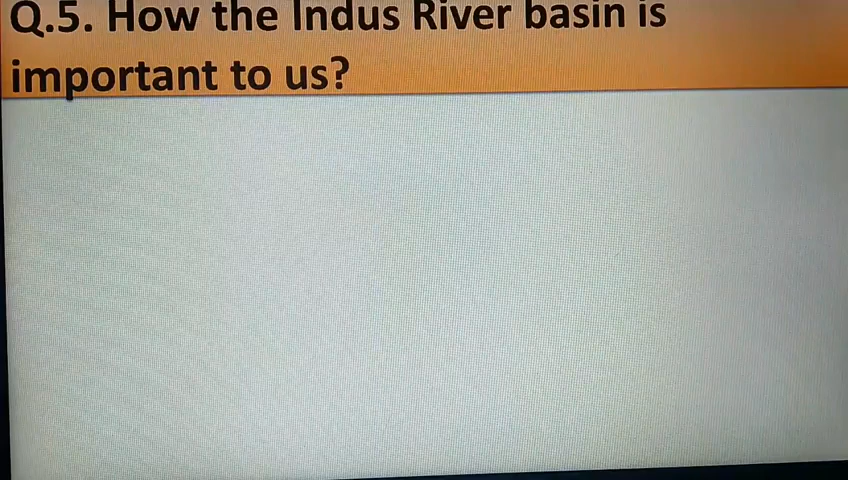 Q.5. How the Indus River basin is
important to us?